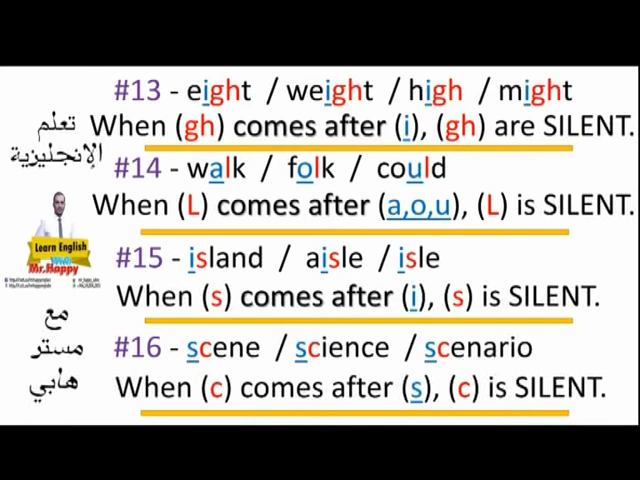 #13 - eight / weight / high / might
When (gh) comes after (i), (gh) are SILENT.
تعلم
الإنجليزية
#14 - walk / folk / could
When (L) comes after (a,o,u), (L) is SILENT.
Learn English
With
Mr.Happy
#15 - island / aisle / isle
When (s) comes after (i), (s) is SILENT.
مع
مستر
هابي
#16 - scene / science / scenario
When (c) comes after (s), (c) is SILENT.